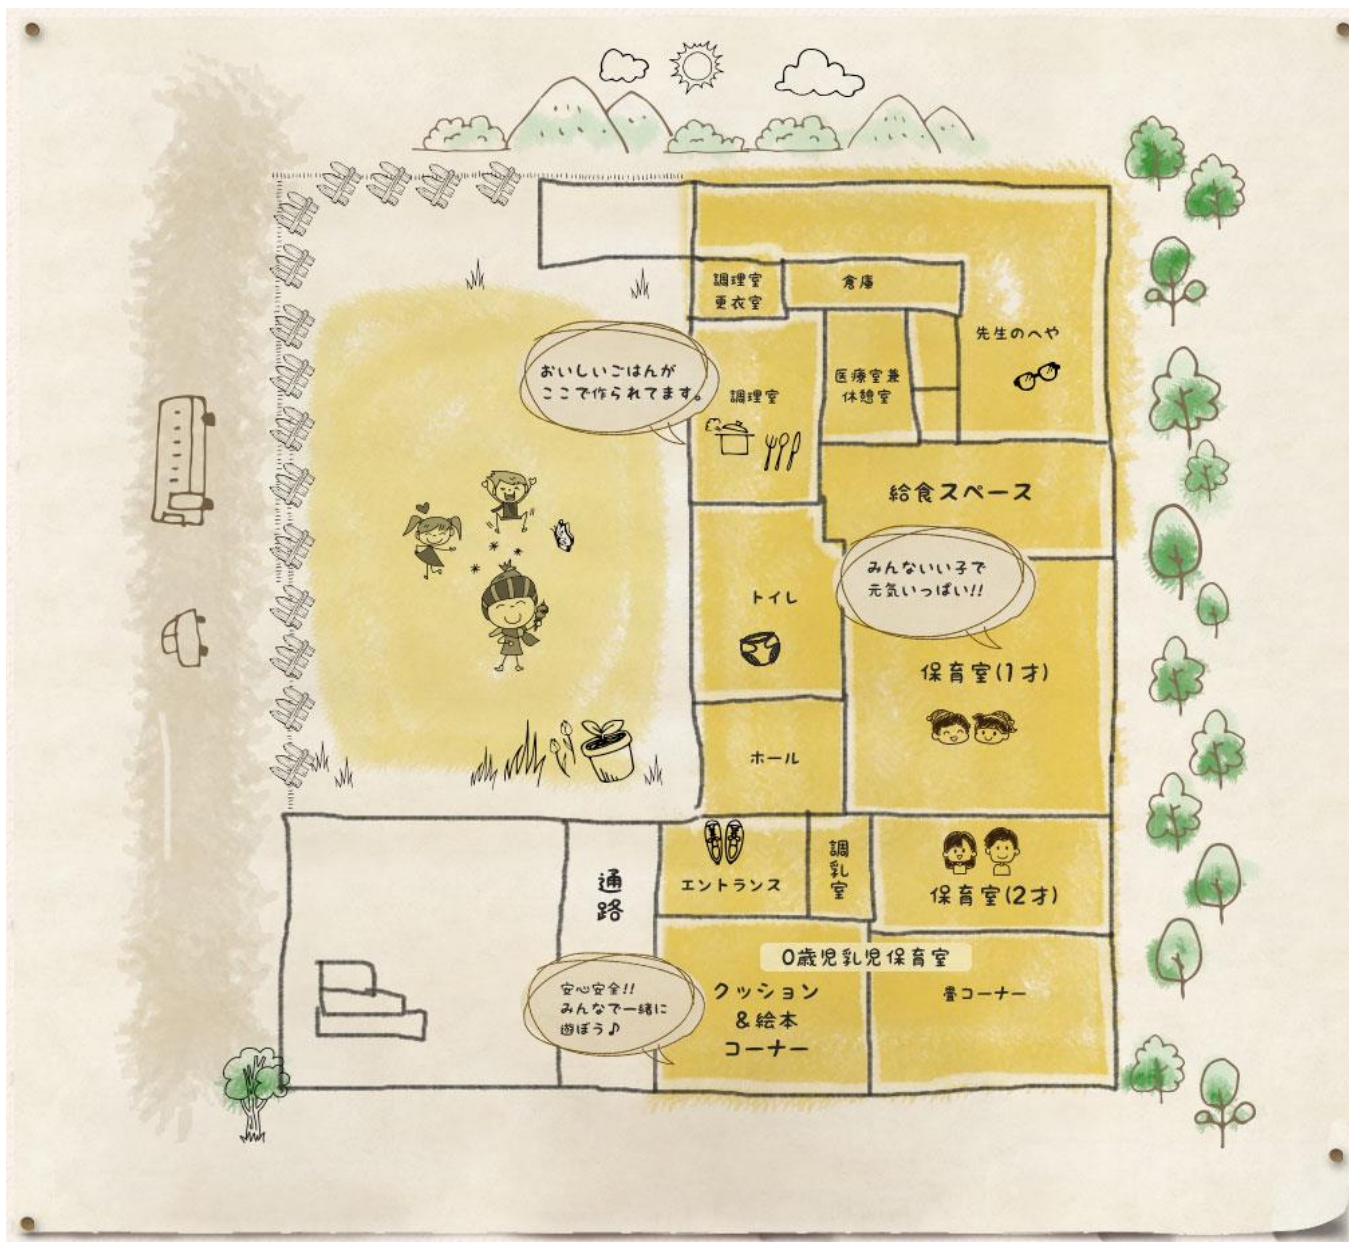 調理室
更衣室
倉庫
先生のへや
おいしいごはんが
ここで作られてます。
調理室
医療室兼
休憩室
給食スペース
みんないい子で
元気いっぱい!!
トイレ
保育室(1才)
ホール
エントランス
調乳室
保育室(2才)
通路
0歳児乳児保育室
クッション
&絵本
コーナー
畳コーナー
安心安全!!
みんなで一緒に
遊ぼう♪